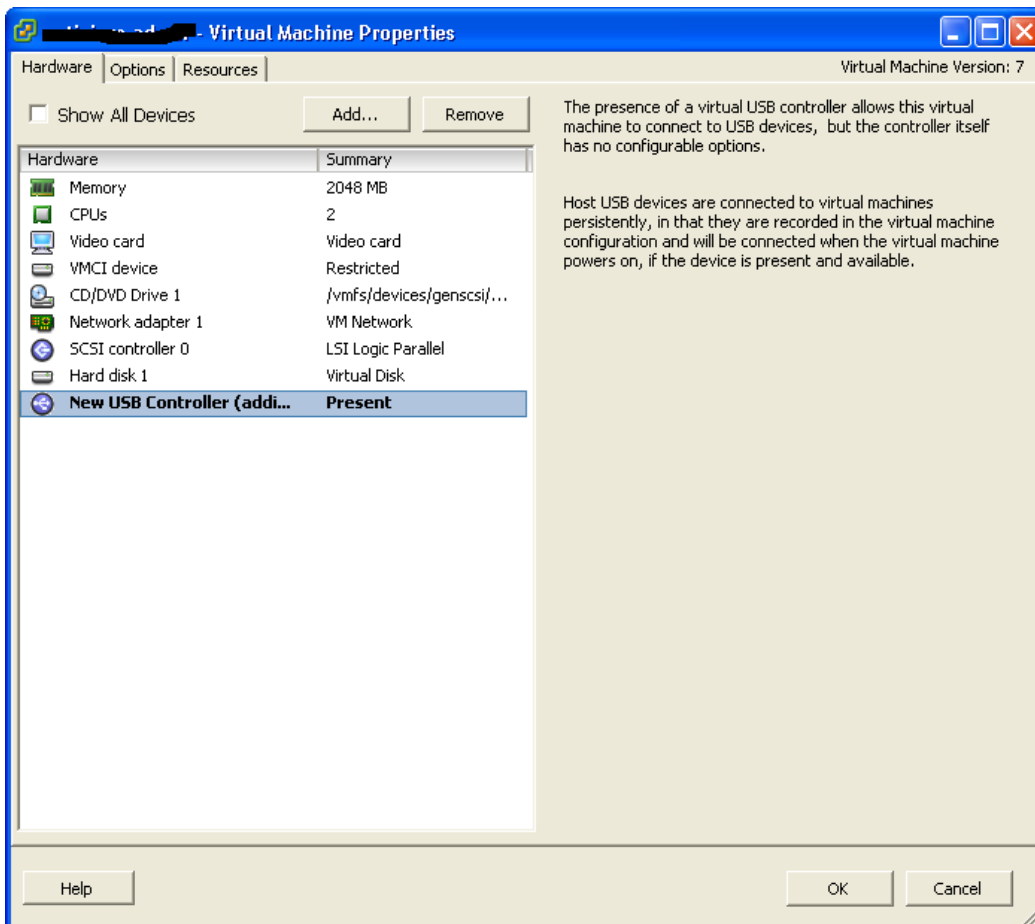 - Virtual Machine Properties
Hardware Options Resources Virtual Machine Version: 7
Show All Devices Add... Remove
Hardware Summary
Memory 2048 MB
CPUs 2
Video card Video card
VMCI device Restricted
CD/DVD Drive 1 /vmfs/devices/genscsi/...
Network adapter 1 VM Network
SCSI controller 0 LSI Logic Parallel
Hard disk 1 Virtual Disk
New USB Controller (addi... Present
The presence of a virtual USB controller allows this virtual
machine to connect to USB devices, but the controller itself
has no configurable options.
Host USB devices are connected to virtual machines
persistently, in that they are recorded in the virtual machine
configuration and will be connected when the virtual machine
powers on, if the device is present and available.
Help OK Cancel